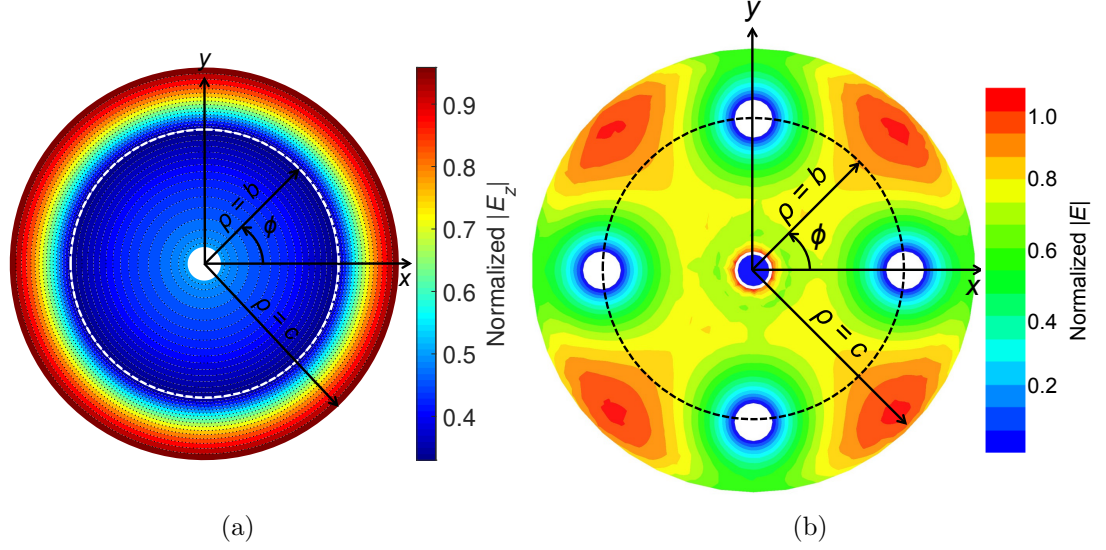 y
ρ = b
ϕ
x
ρ = c
0.9
0.8
0.7
0.6
0.5
0.4
Normalized |E_z|
(a)
y
ρ = b
ϕ
x
ρ = c
1.0
0.8
0.6
0.4
0.2
Normalized |E|
(b)